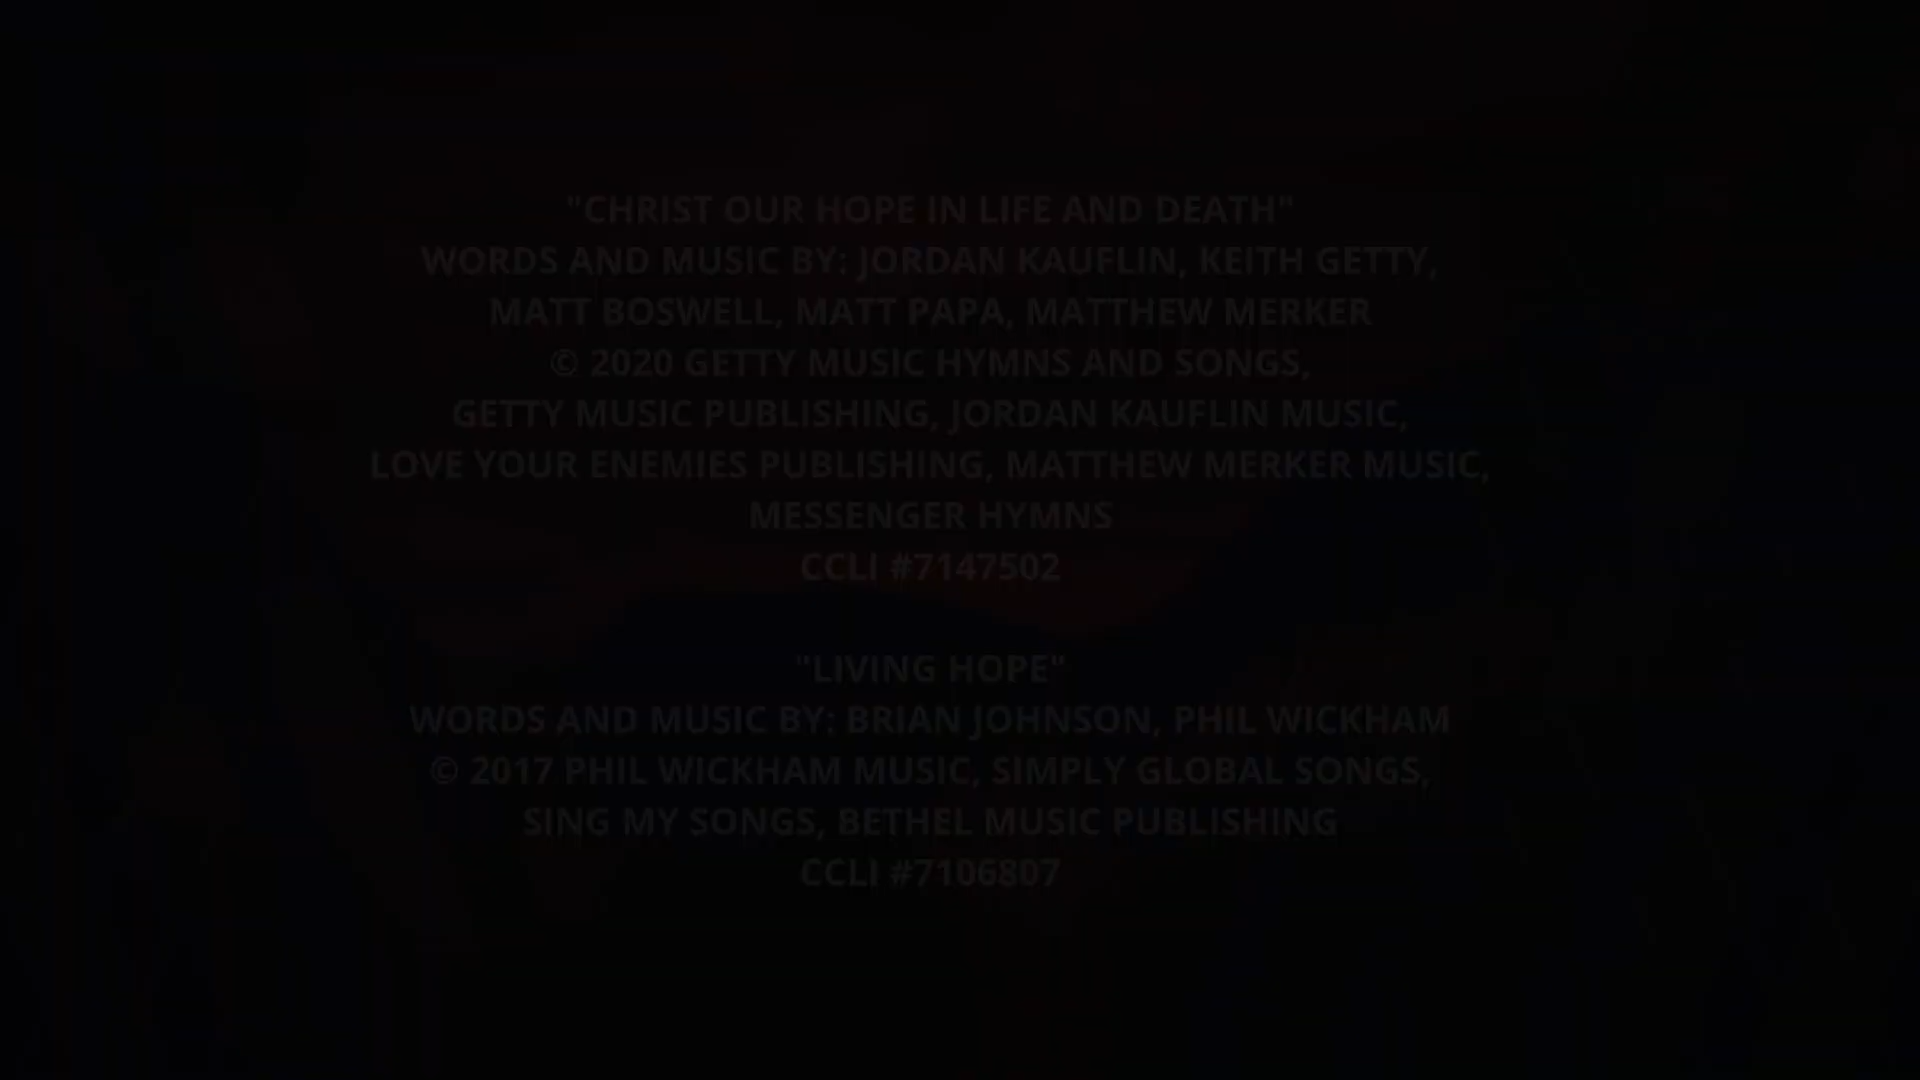 "CHRIST OUR HOPE IN LIFE AND DEATH"
WORDS AND MUSIC BY: JORDAN KAUFLIN, KEITH GETTY,
MATT BOSWELL, MATT PAPA, MATTHEW MERKER
© 2020 GETTY MUSIC HYMNS AND SONGS,
GETTY MUSIC PUBLISHING, JORDAN KAUFLIN MUSIC,
LOVE YOUR ENEMIES PUBLISHING, MATTHEW MERKER MUSIC,
MESSENGER HYMNS
CCLI #7147502
"LIVING HOPE"
WORDS AND MUSIC BY: BRIAN JOHNSON, PHIL WICKHAM
© 2017 PHIL WICKHAM MUSIC, SIMPLY GLOBAL SONGS,
SING MY SONGS, BETHEL MUSIC PUBLISHING
CCLI #7106807